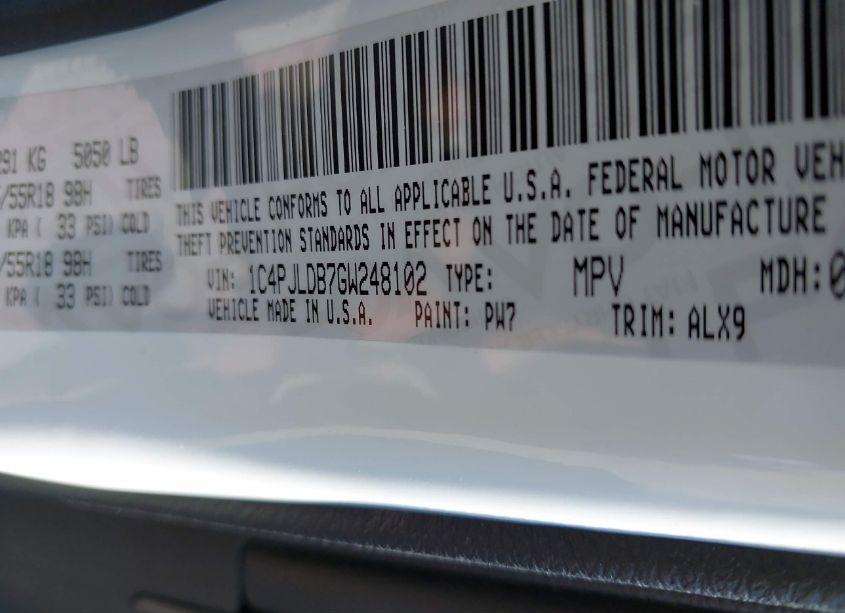 291 KG 5050 LB
/55R18 98H TIRES
KPA ( 33 PSI) COLD
/55R18 98H TIRES
KPA ( 33 PSI) COLD
THIS VEHICLE CONFORMS TO ALL APPLICABLE U.S.A. FEDERAL MOTOR VEH
THEFT PREVENTION STANDARDS IN EFFECT ON THE DATE OF MANUFACTURE
VIN: 1C4PJLDB7GW248102 TYPE: MPV MDH:0
VEHICLE MADE IN U.S.A. PAINT: PW7 TRIM: ALX9